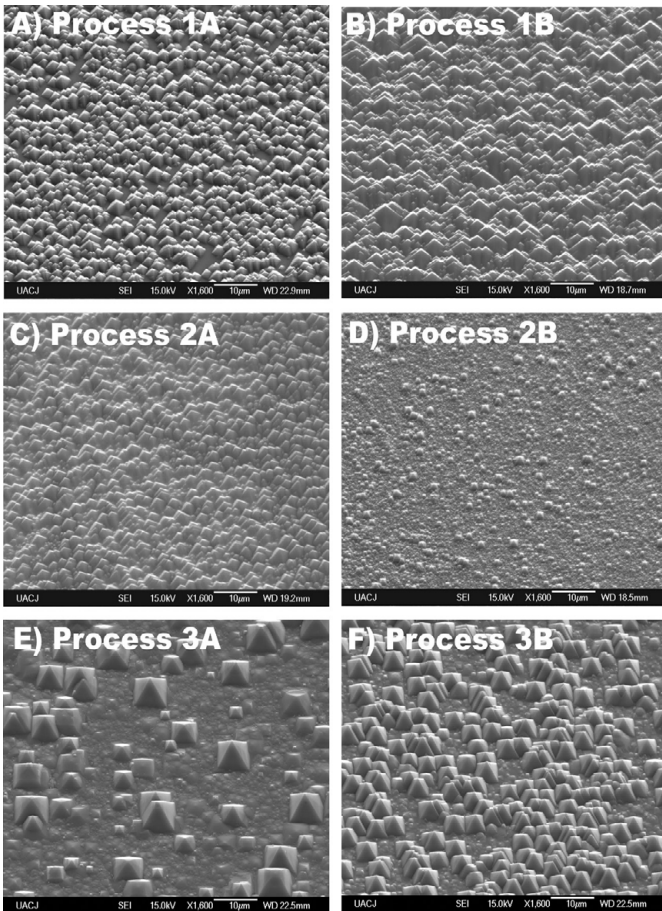 A) Process 1A
UACJ SEI 15.0kV X1,600 10μm WD 22.9mm
B) Process 1B
UACJ SEI 15.0kV X1,600 10μm WD 18.7mm
C) Process 2A
UACJ SEI 15.0kV X1,600 10μm WD 19.2mm
D) Process 2B
UACJ SEI 15.0kV X1,600 10μm WD 18.5mm
E) Process 3A
UACJ SEI 15.0kV X1,600 10μm WD 22.5mm
F) Process 3B
UACJ SEI 15.0kV X1,600 10μm WD 22.5mm